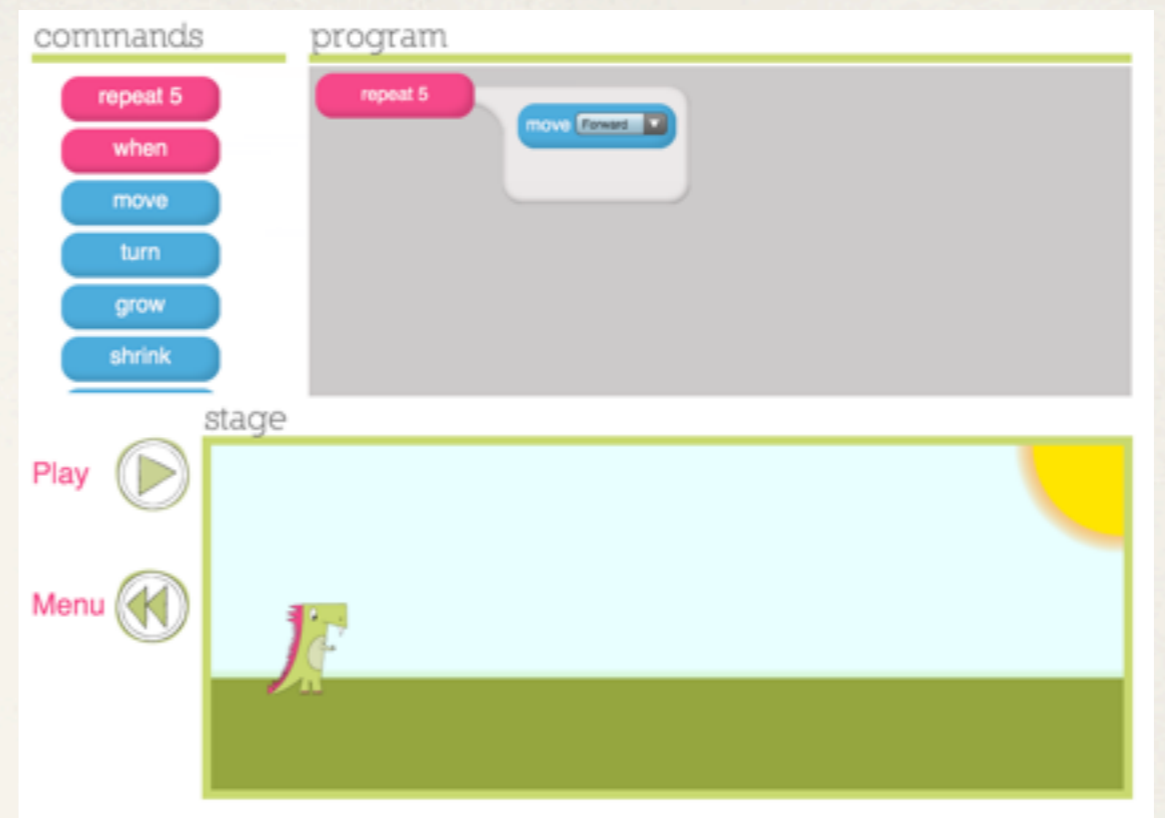 commands
repeat 5
when
move
turn
grow
shrink
program
repeat 5
move Forward
stage
Play
Menu